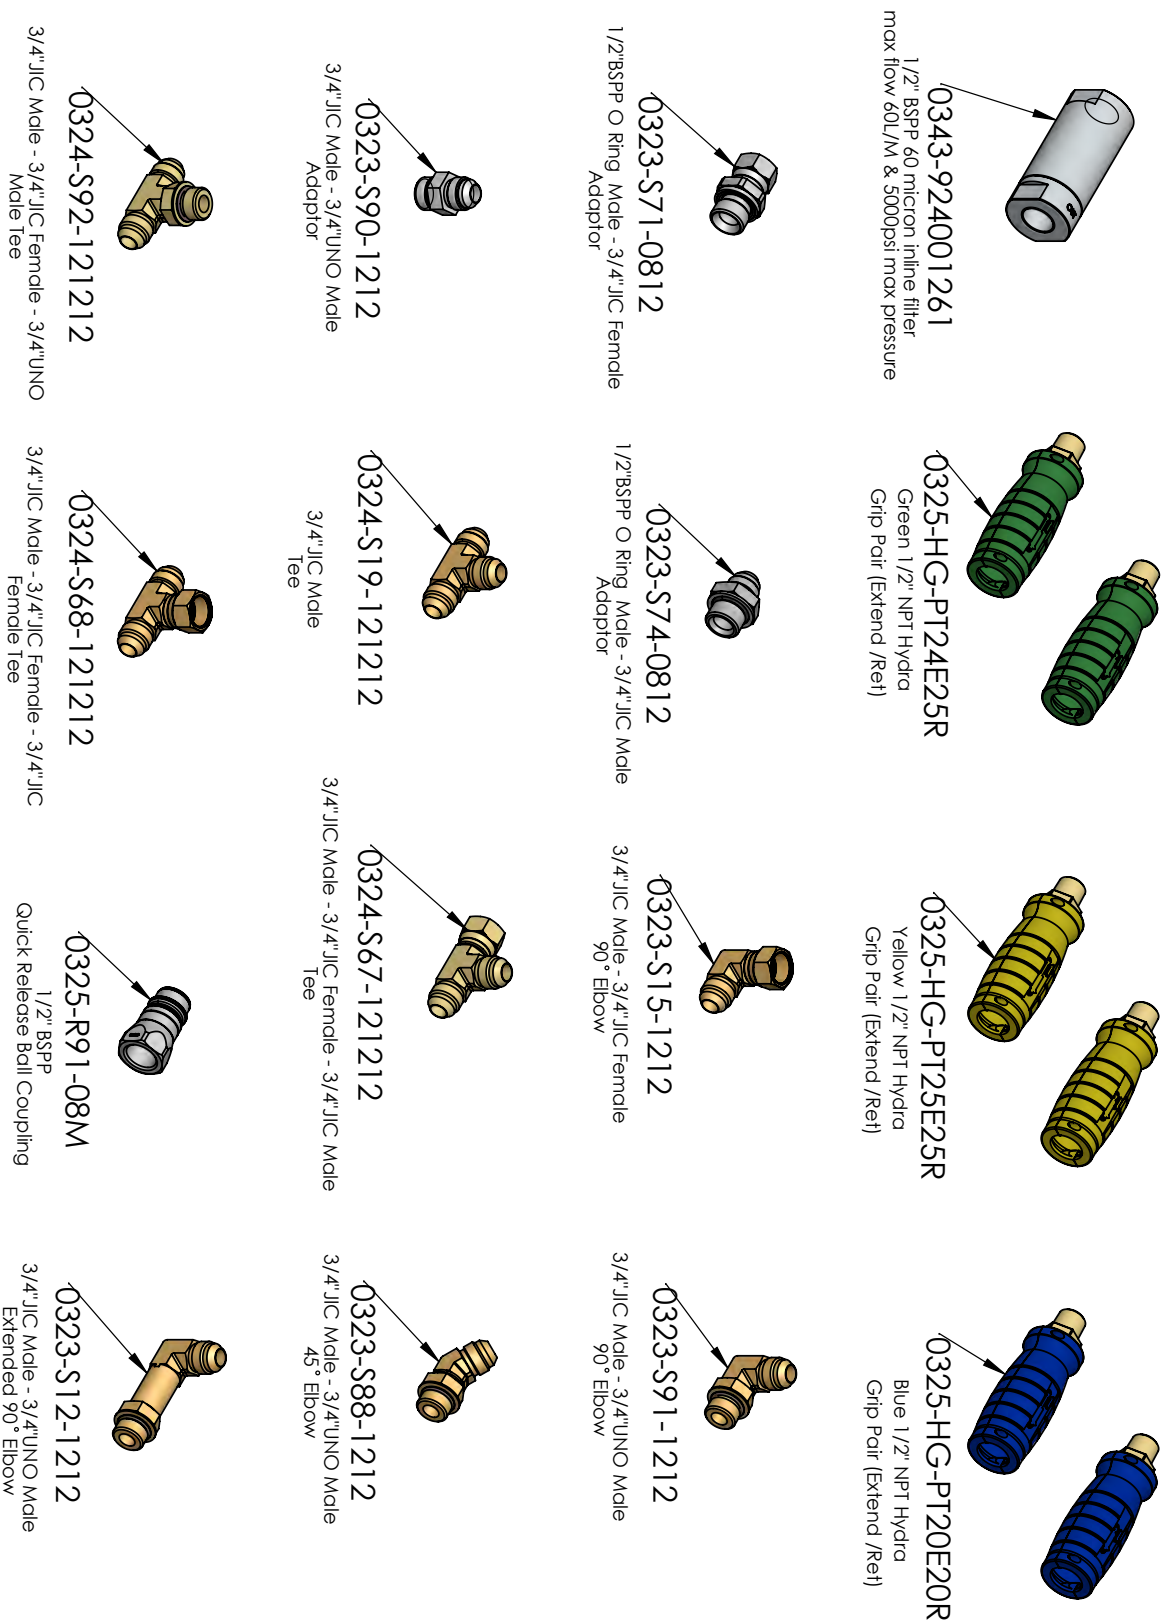 0343-924001261
1/2" BSPP 60 micron inline filter
max flow 60L/M & 5000psi max pressure
0325-HG-PT24E25R
Green 1/2" NPT Hydra
Grip Pair (Extend /Ret)
0325-HG-PT25E25R
Yellow 1/2" NPT Hydra
Grip Pair (Extend /Ret)
0325-HG-PT20E20R
Blue 1/2" NPT Hydra
Grip Pair (Extend /Ret)
0323-S71-0812
1/2"BSPP O Ring Male - 3/4"JIC Female
Adaptor
0323-S74-0812
1/2"BSPP O Ring Male - 3/4"JIC Male
Adaptor
0323-S15-1212
3/4"JIC Male - 3/4"JIC Female
90° Elbow
0323-S91-1212
3/4"JIC Male - 3/4"UNO Male
90° Elbow
0323-S90-1212
3/4"JIC Male - 3/4"UNO Male
Adaptor
0324-S19-121212
3/4"JIC Male
Tee
0324-S67-121212
3/4"JIC Male - 3/4"JIC Female - 3/4"JIC Male
Tee
0323-S88-1212
3/4"JIC Male - 3/4"UNO Male
45° Elbow
0324-S92-121212
3/4"JIC Male - 3/4"JIC Female - 3/4"UNO
Male Tee
0324-S68-121212
3/4"JIC Male - 3/4"JIC Female - 3/4"JIC
Female Tee
0325-R91-08M
1/2" BSPP
Quick Release Ball Coupling
0323-S12-1212
3/4"JIC Male - 3/4"UNO Male
Extended 90° Elbow